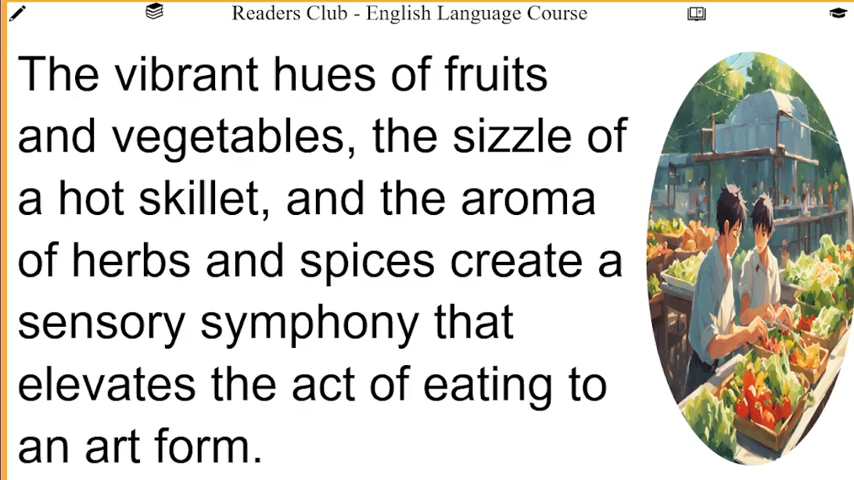 Readers Club - English Language Course
The vibrant hues of fruits
and vegetables, the sizzle of
a hot skillet, and the aroma
of herbs and spices create a
sensory symphony that
elevates the act of eating to
an art form.